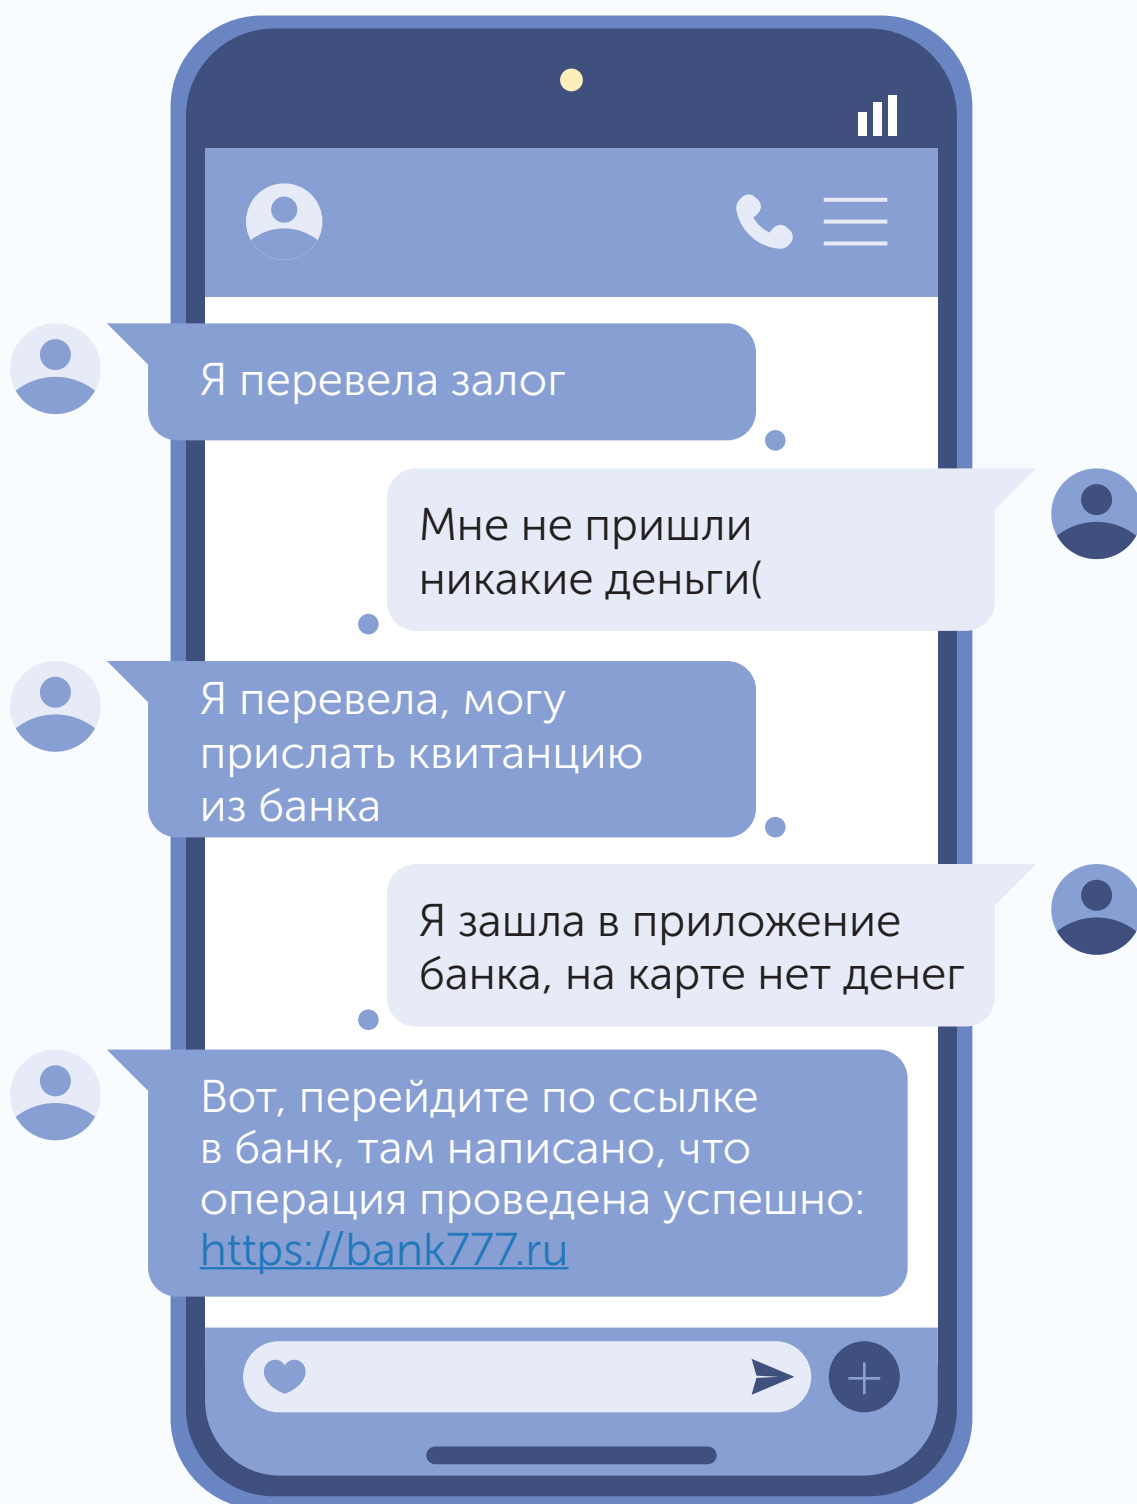 Я перевела залог
Мне не пришли
никакие деньги(
Я перевела, могу
прислать квитанцию
из банка
Я зашла в приложение
банка, на карте нет денег
Вот, перейдите по ссылке
в банк, там написано, что
операция проведена успешно:
https://bank777.ru